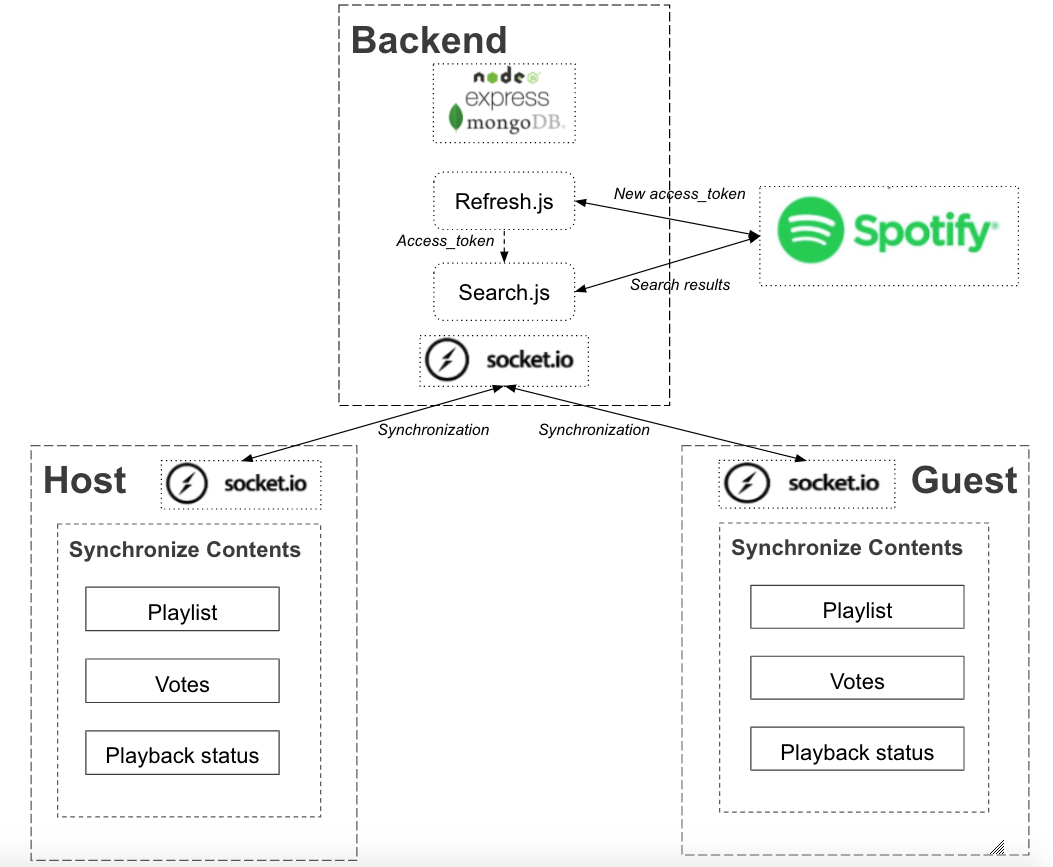 Backend
node
express
mongoDB.
Refresh.js
New access_token
Spotify®
Access_token
Search.js
Search results
socket.io
Synchronization
Synchronization
Host
socket.io
Synchronize Contents
Playlist
Votes
Playback status
socket.io
Guest
Synchronize Contents
Playlist
Votes
Playback status